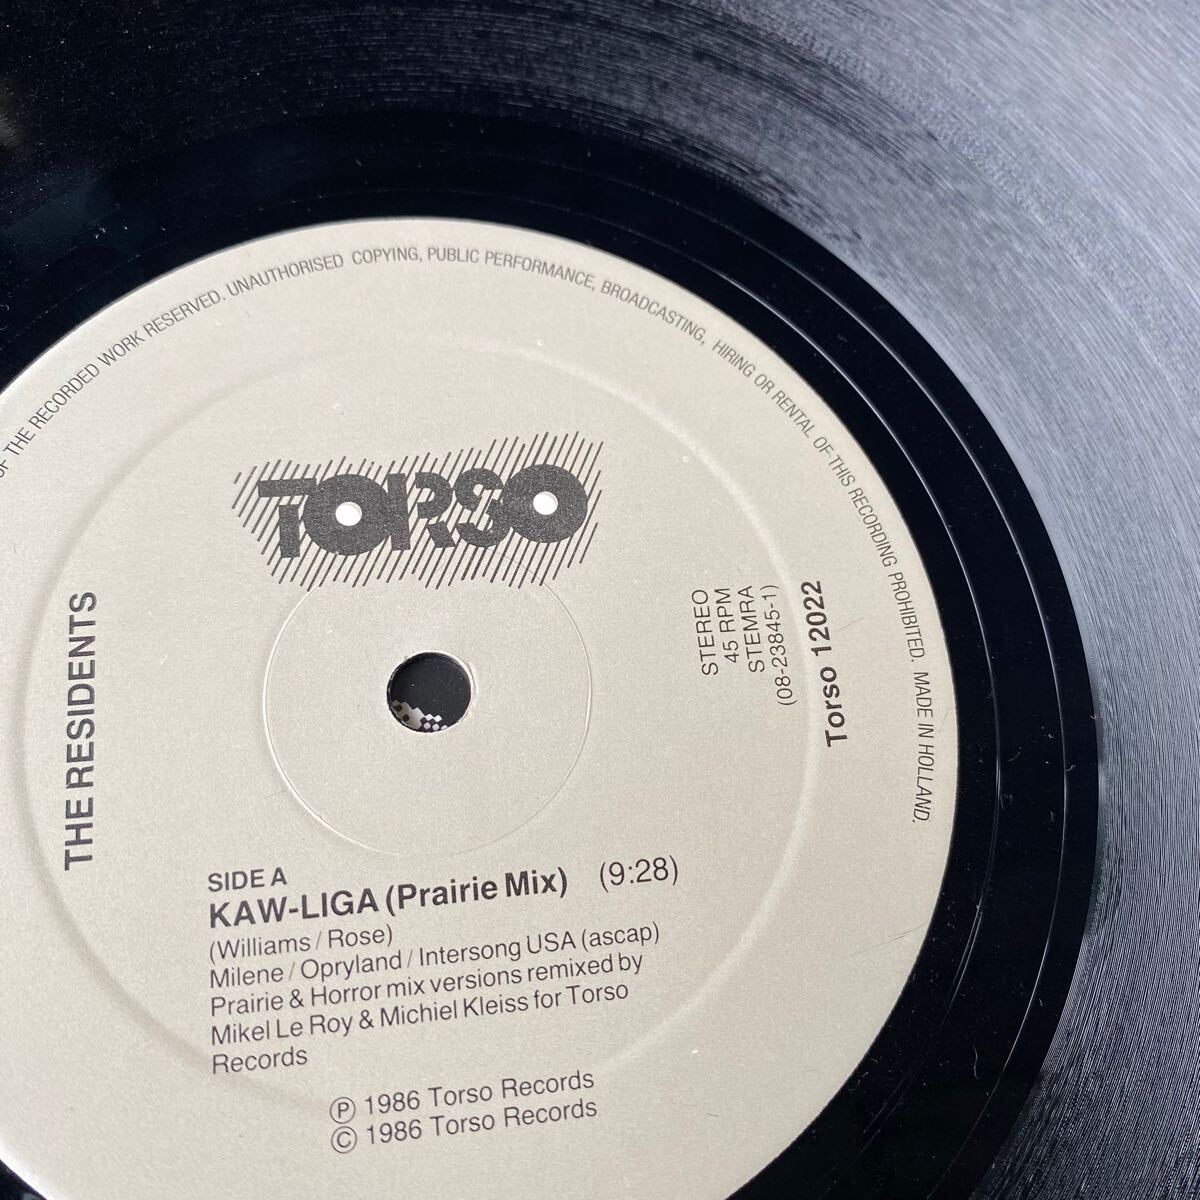 OF THE RECORDED WORK RESERVED. UNAUTHORISED COPYING, PUBLIC PERFORMANCE, BROADCASTING, HIRING OR RENTAL OF THIS RECORDING PROHIBITED. MADE IN HOLLAND.
TORSO
THE RESIDENTS
STEREO
45 RPM
STEMRA
(08-23845-1)
Torso 12022
SIDE A
KAW-LIGA (Prairie Mix) (9:28)
(Williams / Rose)
Milene / Opryland / Intersong USA (ascap)
Prairie & Horror mix versions remixed by
Mikel Le Roy & Michiel Kleiss for Torso
Records
Ⓟ 1986 Torso Records
© 1986 Torso Records